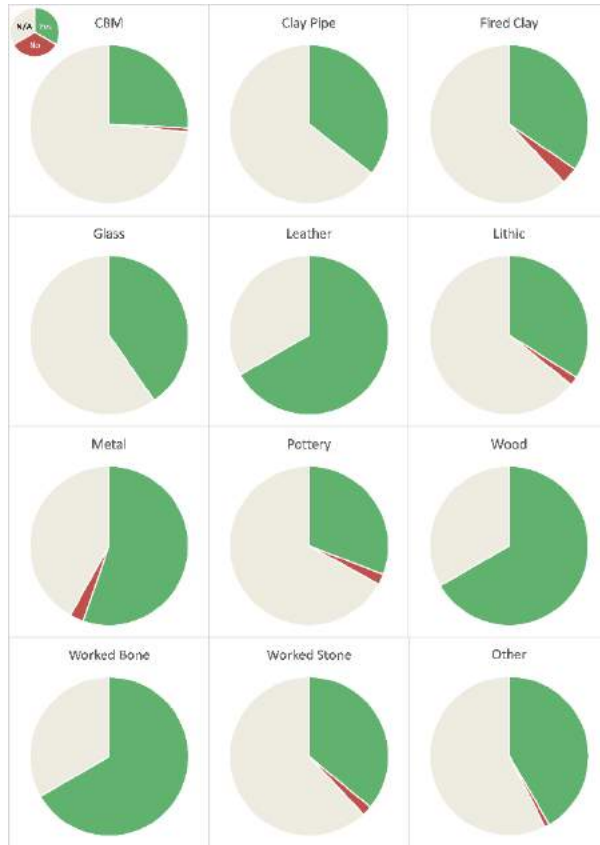 N/A Yes
No
CBM
Clay Pipe
Fired Clay
Glass
Leather
Lithic
Metal
Pottery
Wood
Worked Bone
Worked Stone
Other